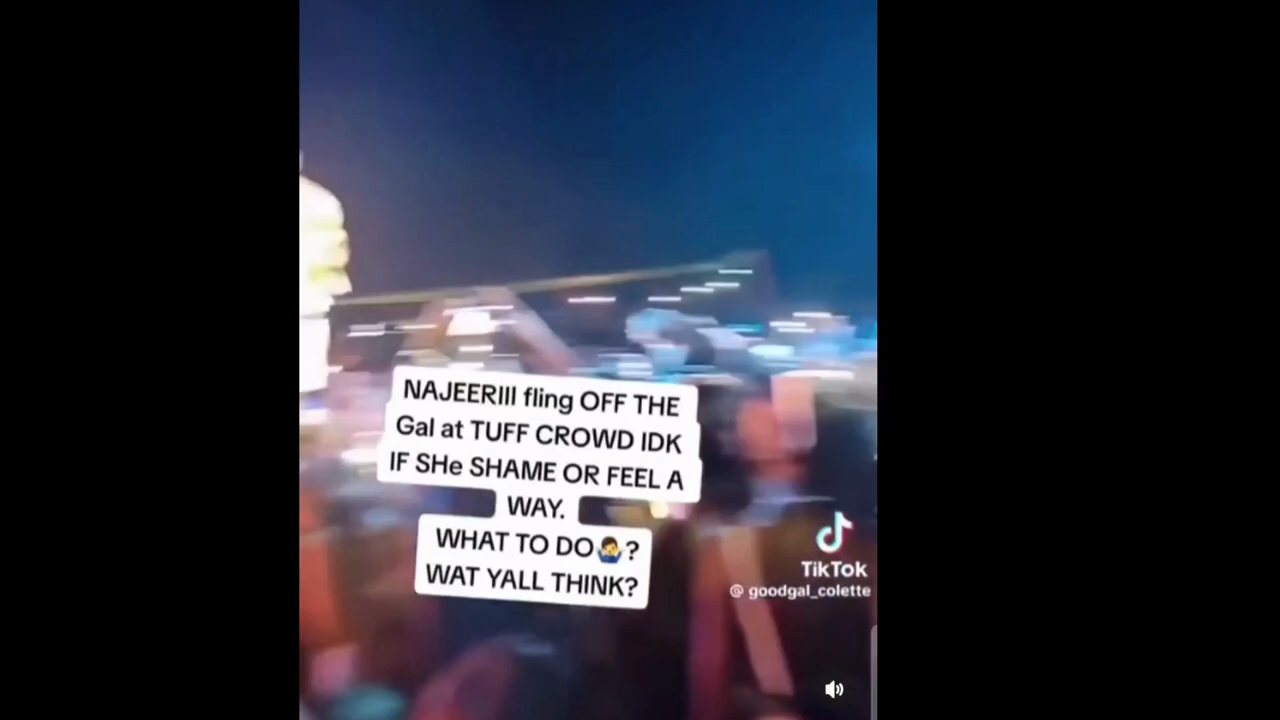 NAJEERIII fling OFF THE
Gal at TUFF CROWD IDK
IF SHe SHAME OR FEEL A
WAY.
WHAT TO DO🤷‍♂️?
WAT YALL THINK?
TikTok
@ goodgal_colette